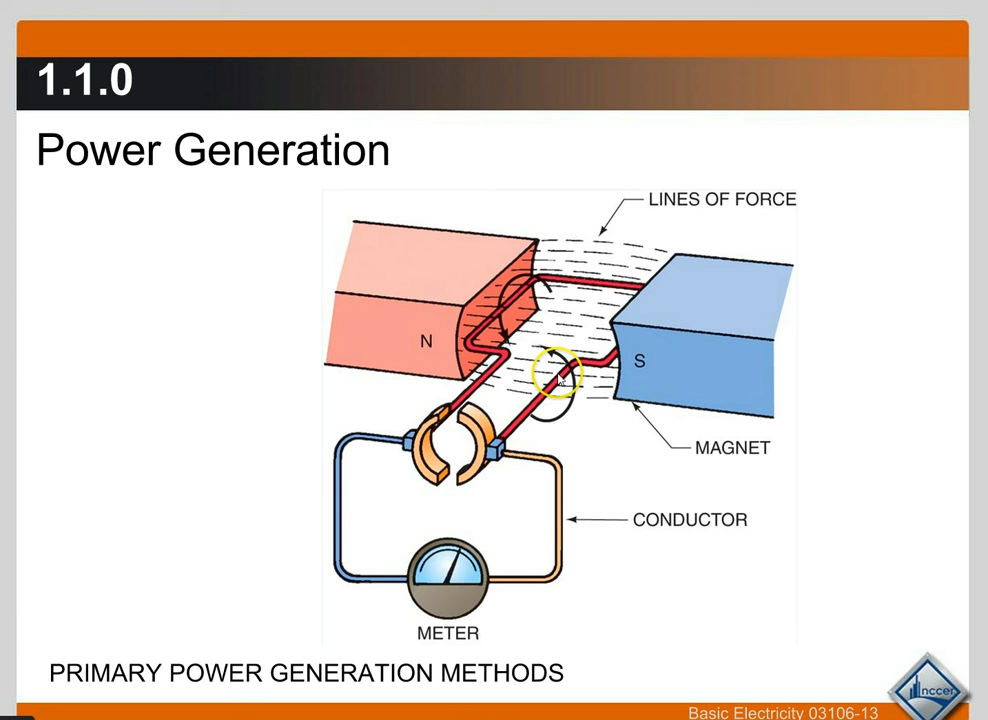 1.1.0
Power Generation
LINES OF FORCE
N
S
MAGNET
CONDUCTOR
METER
PRIMARY POWER GENERATION METHODS
nccer
Basic Electricity 03106-13